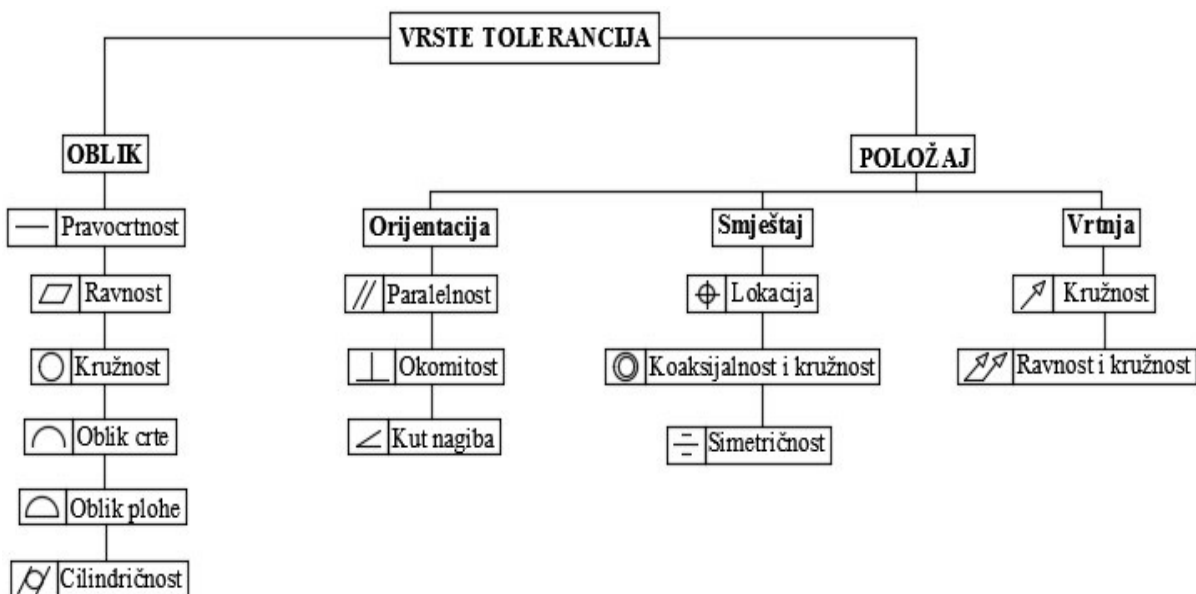 VRSTE TOLERANCIJA
OBLIK
POLOŽAJ
Pravocrtnost
Orijentacija
Smještaj
Vrtnja
Ravnost
Paralelnost
Lokacija
Kružnost
Kružnost
Okomitost
Koaksijalnost i kružnost
Ravnost i kružnost
Oblik crte
Kut nagiba
Simetričnost
Oblik plohe
Cilindričnost